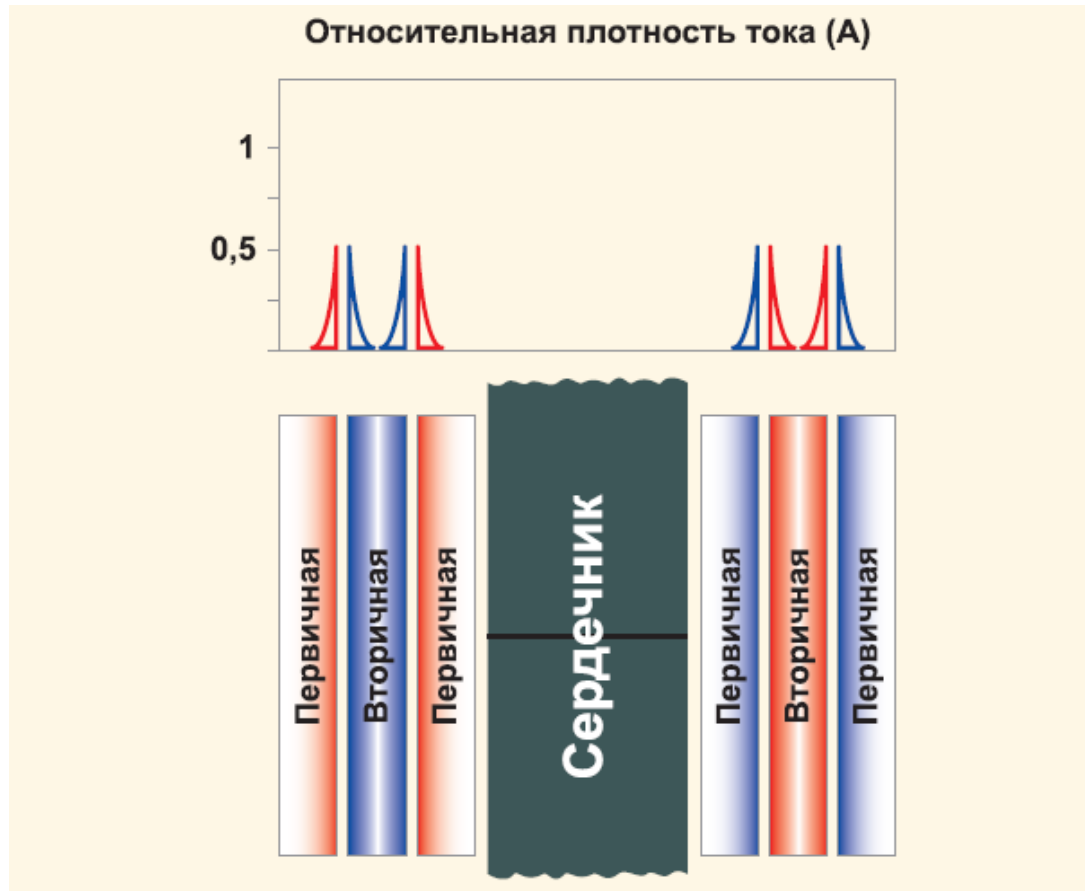 Относительная плотность тока (А)
1
0,5
Первичная
Вторичная
Первичная
Сердечник
Первичная
Вторичная
Первичная